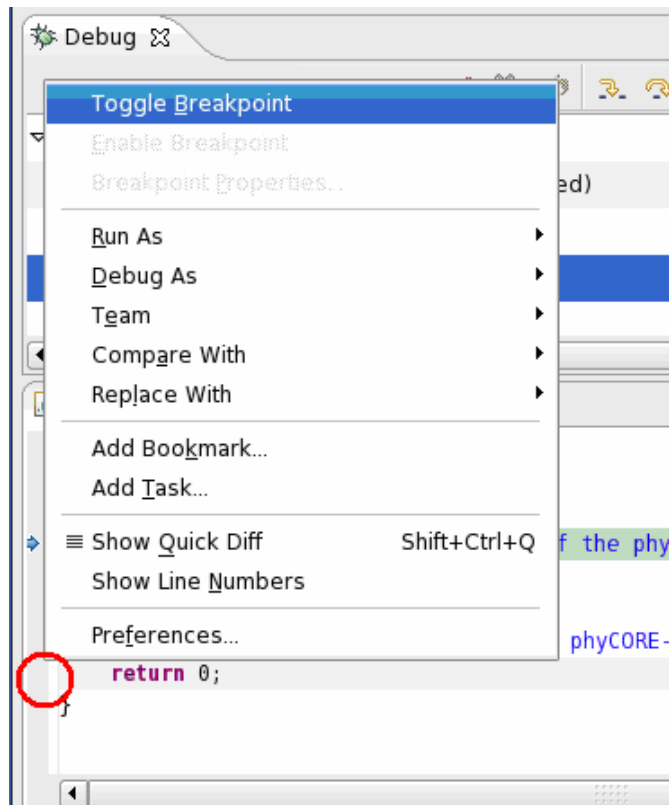 Debug
Toggle Breakpoint
Enable Breakpoint
Breakpoint Properties..
ed)
Run As
Debug As
Team
Compare With
Replace With
Add Bookmark...
Add Task...
Show Quick Diff Shift+Ctrl+Q
f the phy
Show Line Numbers
Preferences...
phyCORE-
return 0;
}